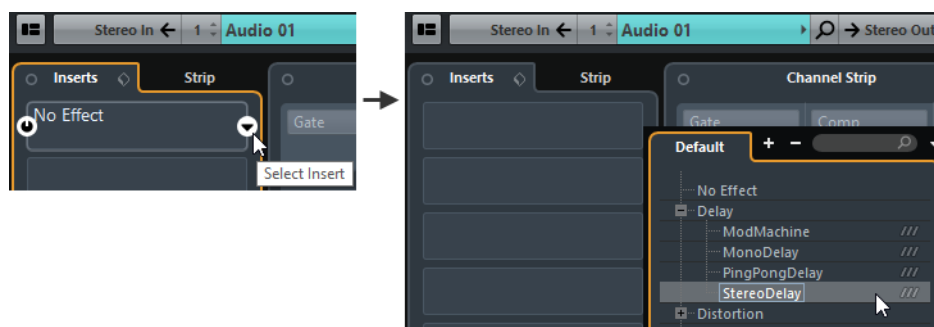 Stereo In ← 1 Audio 01
Inserts Strip
No Effect
Gate
Select Insert
Stereo In ← 1 Audio 01 → Stereo Out
Inserts Strip Channel Strip
Gate Comp
Default + −
No Effect
Delay
ModMachine
MonoDelay
PingPongDelay
StereoDelay
Distortion